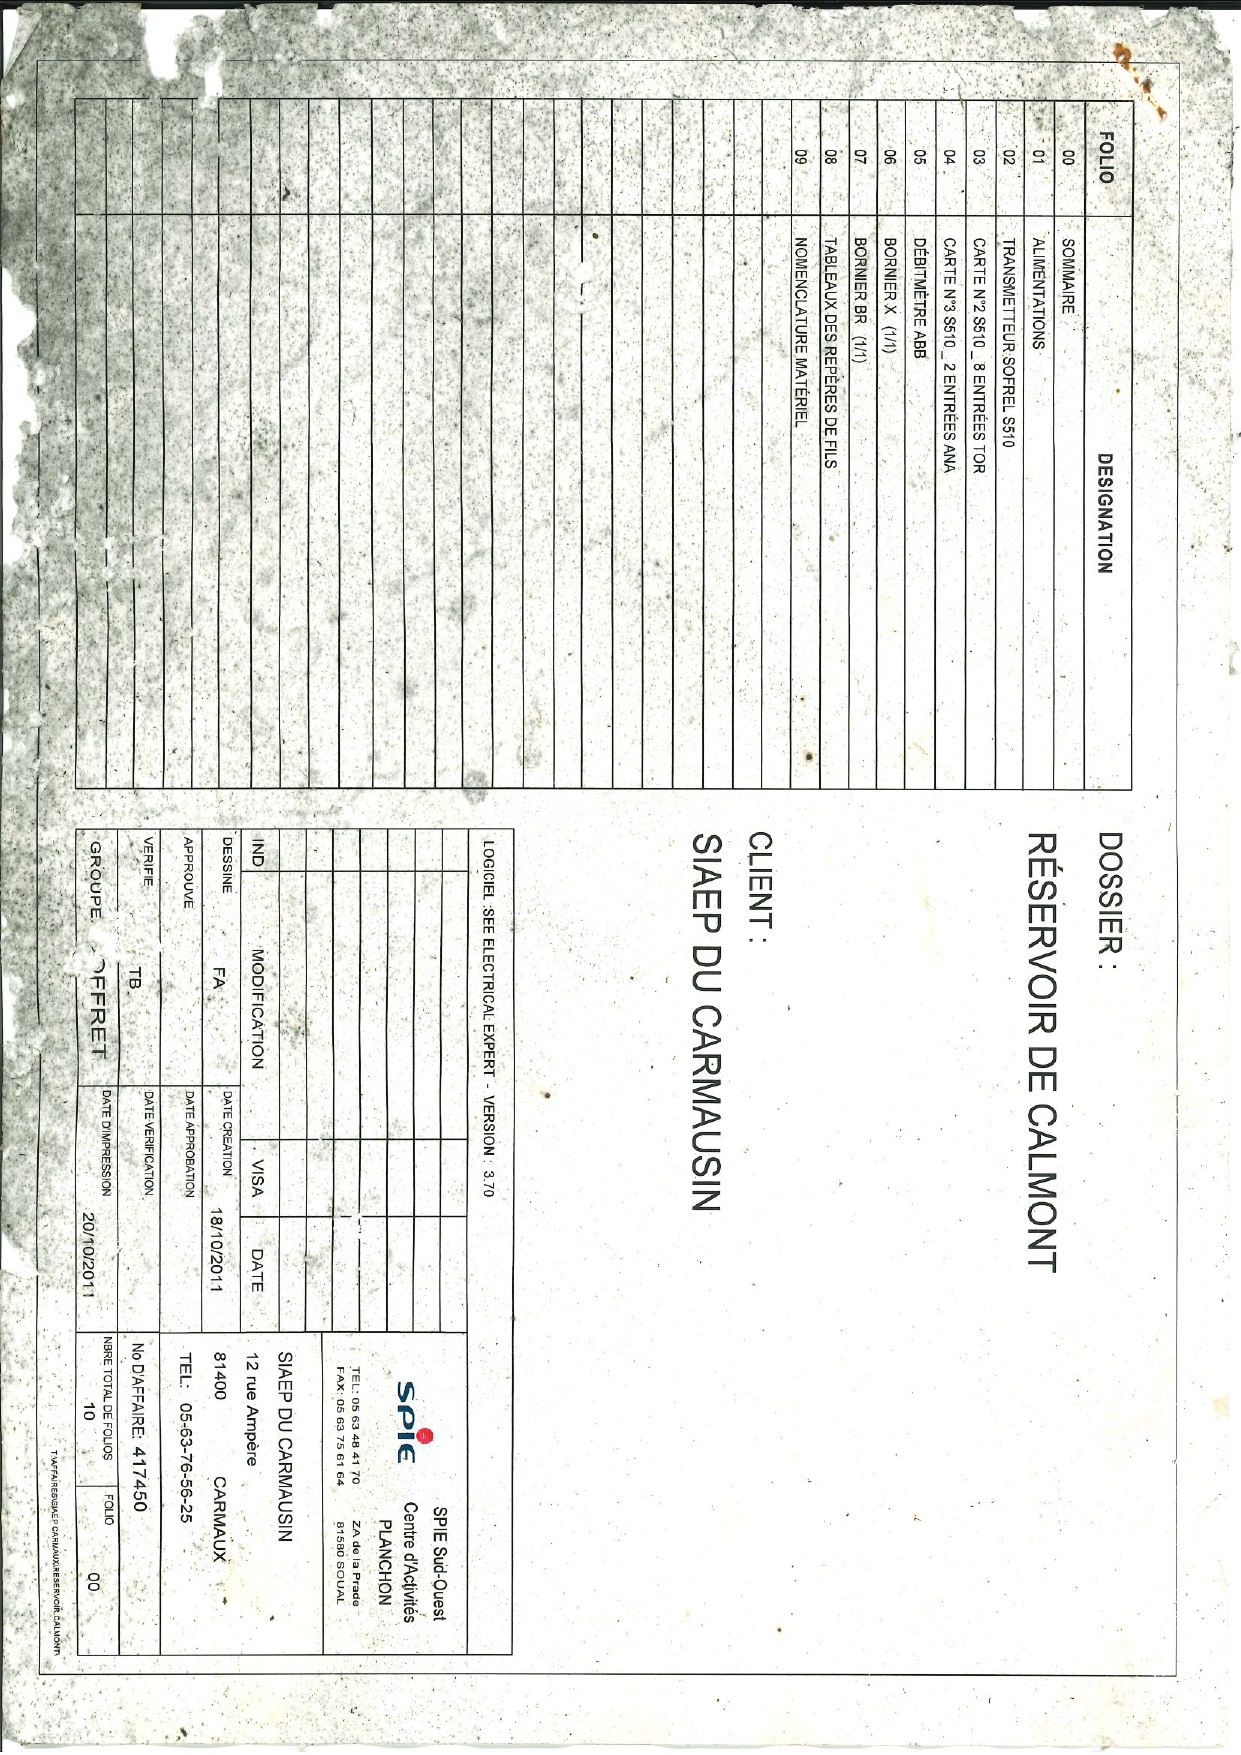 FOLIO DESIGNATION
00 SOMMAIRE
01 ALIMENTATIONS
02 TRANSMETTEUR SOFREL S510
03 CARTE N°2 S510 _ 8 ENTRÉES TOR
04 CARTE N°3 S510 _ 2 ENTRÉES ANA
05 DÉBITMÈTRE ABB
06 BORNIER X (1/1)
07 BORNIER BR (1/1)
08 TABLEAUX DES REPÈRES DE FILS
09 NOMENCLATURE MATÉRIEL
DOSSIER :
RÉSERVOIR DE CALMONT
CLIENT :
SIAEP DU CARMAUSIN
LOGICIEL :SEE ELECTRICAL EXPERT - VERSION : 3.70
IND MODIFICATION VISA DATE
DESSINE FA DATE CREATION 18/10/2011
APPROUVE DATE APPROBATION
VERIFIE TB DATE VERIFICATION
GROUPE OFFRET DATE D'IMPRESSION 20/10/2011
SPIE
SPIE Sud-Ouest
Centre d'Activités
PLANCHON
TEL: 05 63 48 41 70 ZA de la Prade
FAX: 05 63 75 61 64 81580 SOUAL
SIAEP DU CARMAUSIN
12 rue Ampère
81400 CARMAUX
TEL: 05-63-76-56-25
No D'AFFAIRE: 417450
NBRE TOTAL DE FOLIOS 10
FOLIO 00
T:\AFFAIRES\SIAEP CARMAUX\RESERVOIR CALMONT\